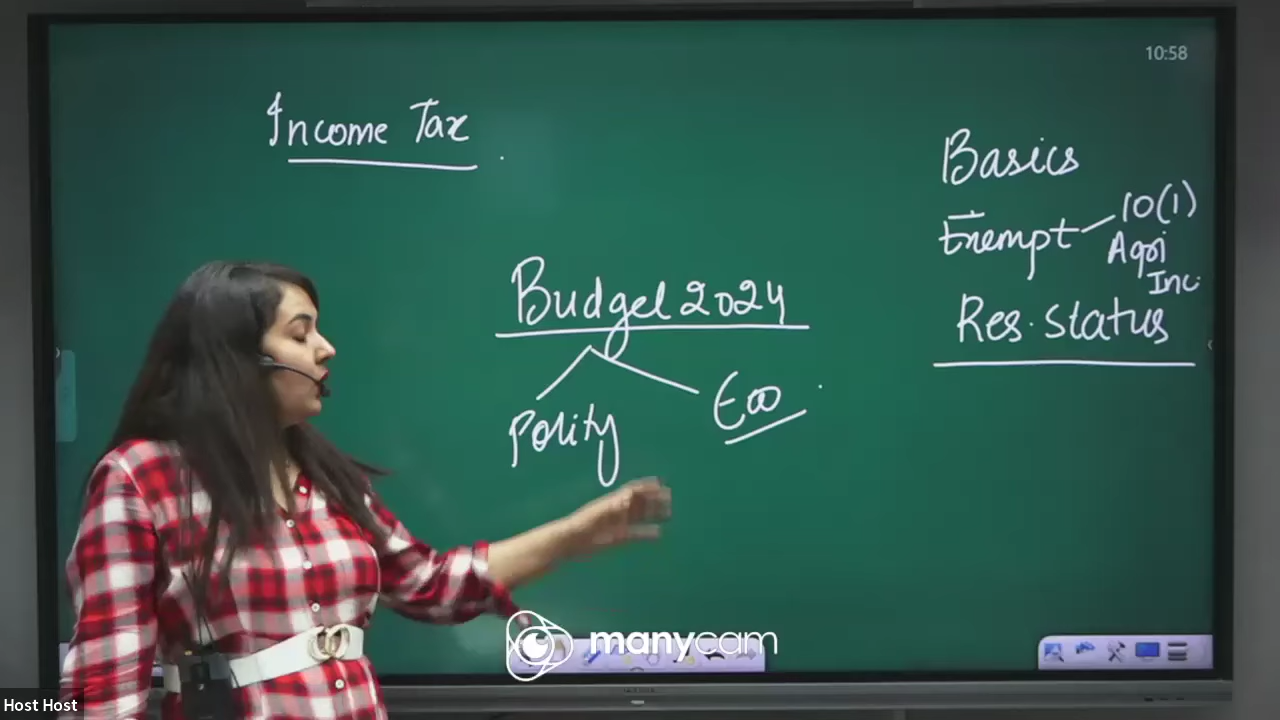 10:58
Income Tax
Basics
Exempt 10(1)
Agri
Inc.
Res. Status
Budget 2024
Polity
Eco
manycam
Host Host